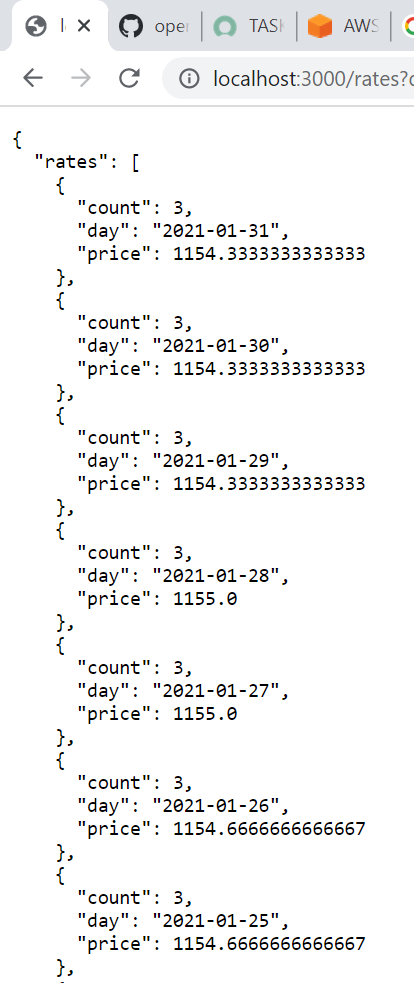 l
oper
TASK
AWS
localhost:3000/rates?
{
  "rates": [
    {
      "count": 3,
      "day": "2021-01-31",
      "price": 1154.3333333333333
    },
    {
      "count": 3,
      "day": "2021-01-30",
      "price": 1154.3333333333333
    },
    {
      "count": 3,
      "day": "2021-01-29",
      "price": 1154.3333333333333
    },
    {
      "count": 3,
      "day": "2021-01-28",
      "price": 1155.0
    },
    {
      "count": 3,
      "day": "2021-01-27",
      "price": 1155.0
    },
    {
      "count": 3,
      "day": "2021-01-26",
      "price": 1154.6666666666667
    },
    {
      "count": 3,
      "day": "2021-01-25",
      "price": 1154.6666666666667
    },